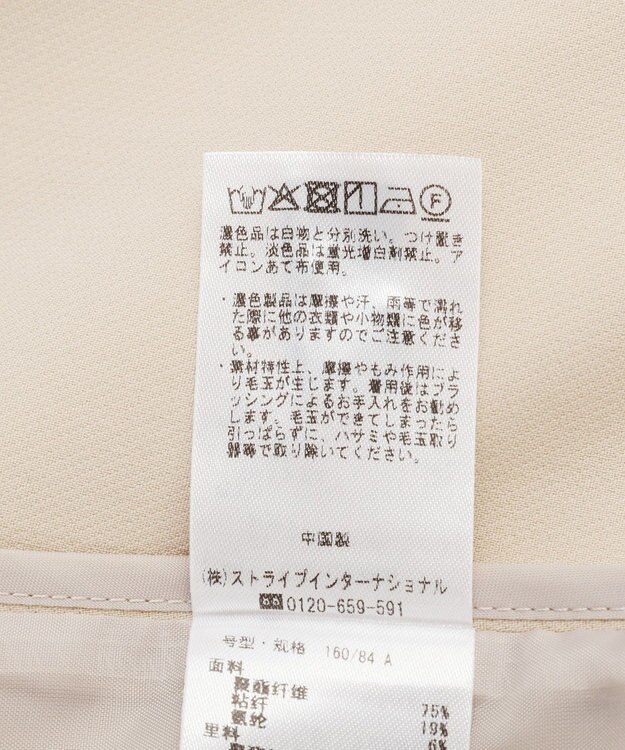 F
濃色品は白物と分別洗い。つけ置き
禁止。淡色品は蛍光増白剤禁止。ア
イロンあて布使用。
・濃色製品は摩擦や汗、雨等で濡れ
た際に他の衣類や小物類に色が移
る事がありますのでご注意くださ
い。
・素材特性上、摩擦やもみ作用によ
り毛玉が生じます。着用後はブラ
ッシングによるお手入れをお勧め
します。毛玉ができてしまったら
引っぱらずに、ハサミや毛玉取り
器等で取り除いてください。
中国製
(株)ストライプインターナショナル
0120-659-591
号型・规格 160/84 A
面料
聚酯纤维 75%
粘纤 19%
氨纶 6%
里料